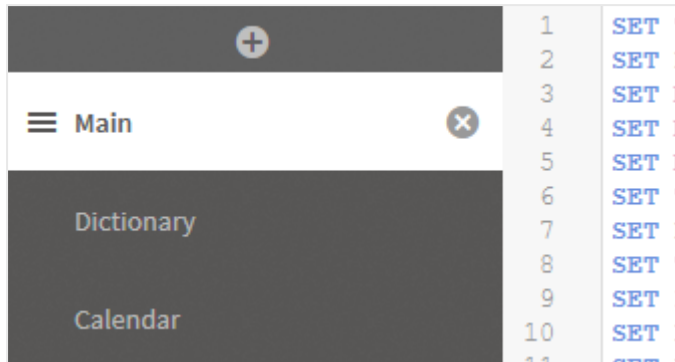 Main
Dictionary
Calendar
1 SET
2 SET
3 SET
4 SET
5 SET
6 SET
7 SET
8 SET
9 SET
10 SET